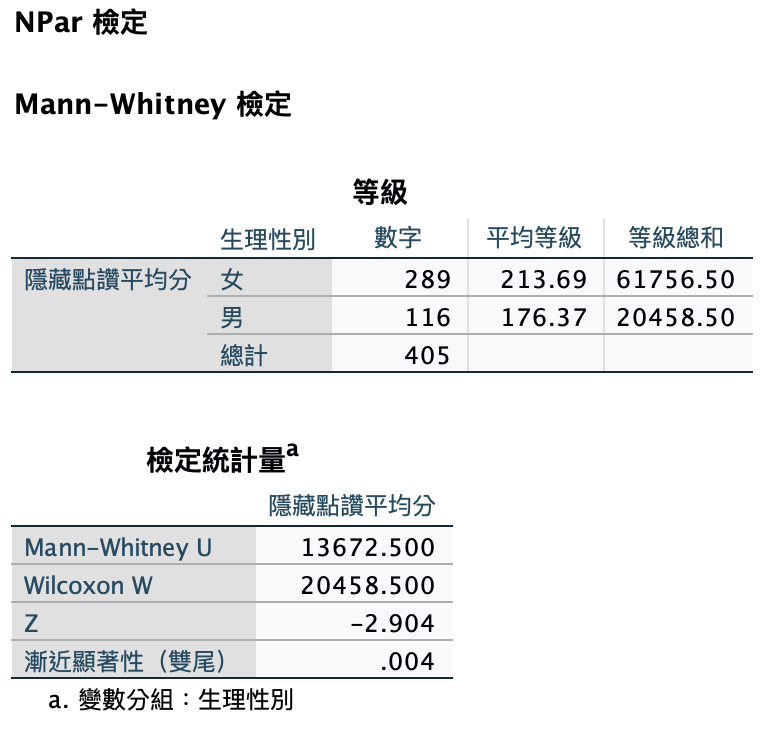 NPar 檢定
Mann-Whitney 檢定
等級
生理性別 數字 平均等級 等級總和
隱藏點讚平均分 女 289 213.69 61756.50
男 116 176.37 20458.50
總計 405
檢定統計量a
隱藏點讚平均分
Mann-Whitney U 13672.500
Wilcoxon W 20458.500
Z -2.904
漸近顯著性（雙尾） .004
a. 變數分組：生理性別